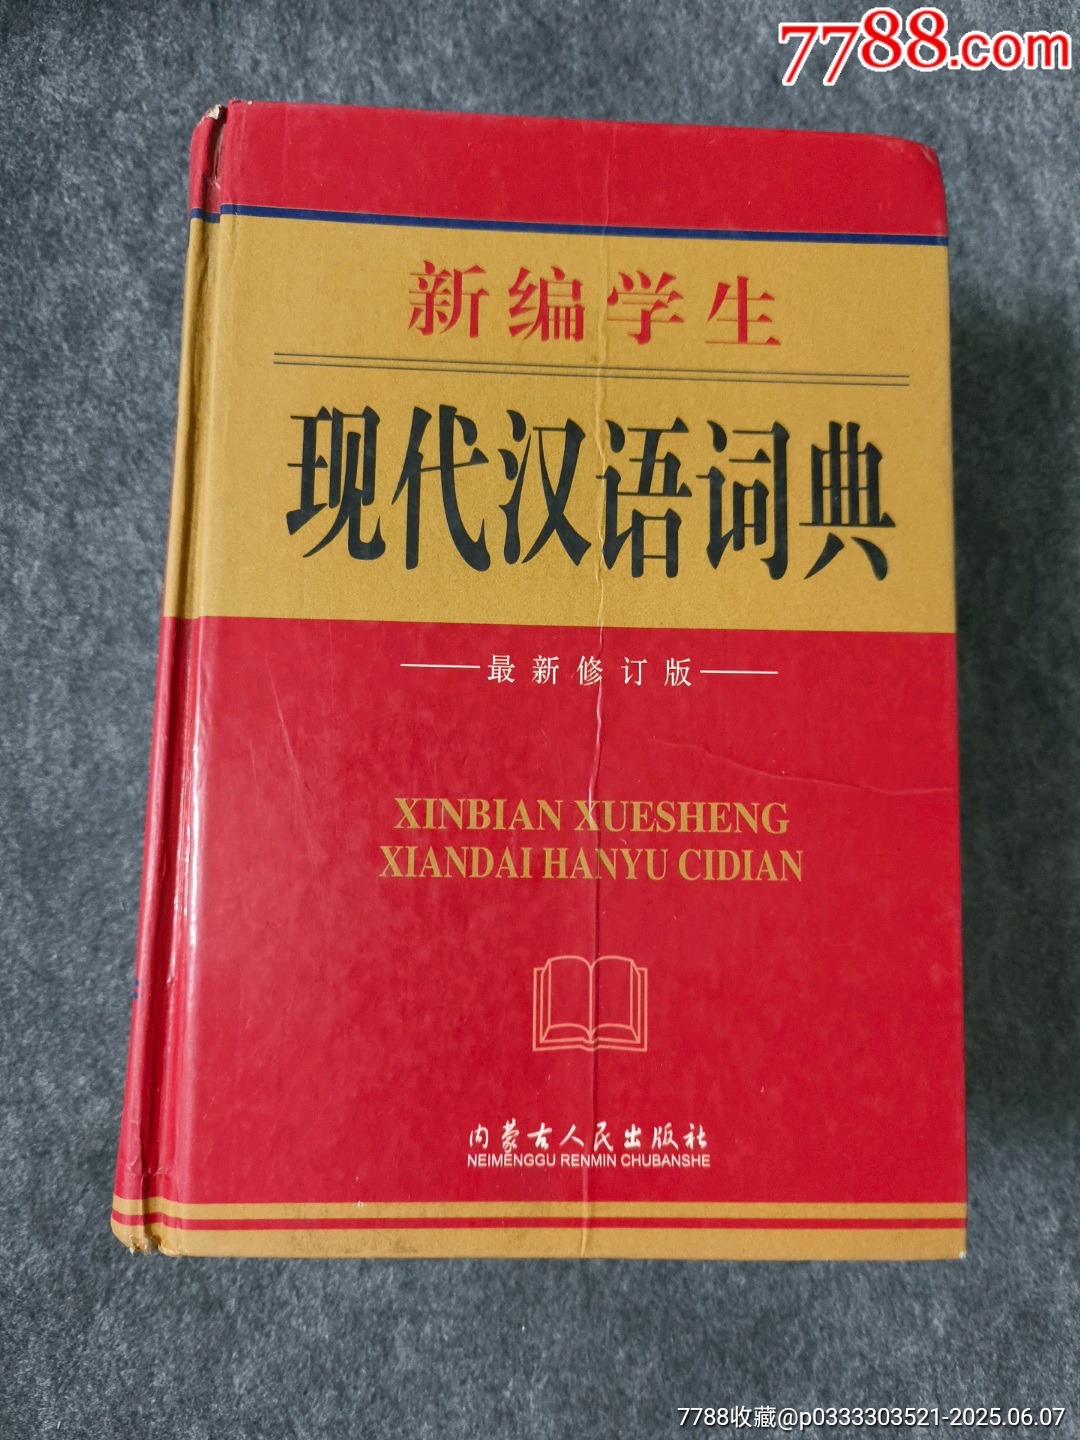 7788.com
新编学生
现代汉语词典
最新修订版
XINBIAN XUESHENG
XIANDAI HANYU CIDIAN
内蒙古人民出版社
NEIMENGGU RENMIN CHUBANSHE
7788收藏@p0333303521-2025.06.07